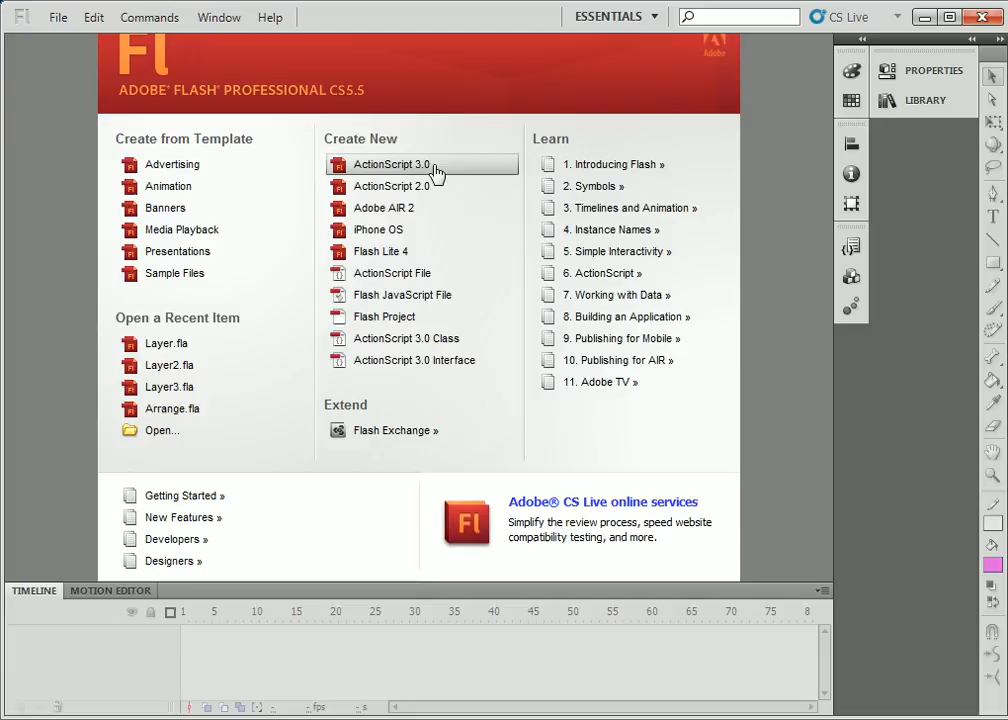 Fl File Edit Commands Window Help ESSENTIALS CS Live
Fl
Adobe
ADOBE® FLASH® PROFESSIONAL CS5.5
PROPERTIES
LIBRARY
Create from Template
Advertising
Animation
Banners
Media Playback
Presentations
Sample Files
Open a Recent Item
Layer.fla
Layer2.fla
Layer3.fla
Arrange.fla
Open...
Create New
ActionScript 3.0
ActionScript 2.0
Adobe AIR 2
iPhone OS
Flash Lite 4
ActionScript File
Flash JavaScript File
Flash Project
ActionScript 3.0 Class
ActionScript 3.0 Interface
Extend
Flash Exchange »
Learn
1. Introducing Flash »
2. Symbols »
3. Timelines and Animation »
4. Instance Names »
5. Simple Interactivity »
6. ActionScript »
7. Working with Data »
8. Building an Application »
9. Publishing for Mobile »
10. Publishing for AIR »
11. Adobe TV »
Getting Started »
New Features »
Developers »
Designers »
Fl
Adobe® CS Live online services
Simplify the review process, speed website
compatibility testing, and more.
TIMELINE MOTION EDITOR
1 5 10 15 20 25 30 35 40 45 50 55 60 65 70 75 8
- - fps - s